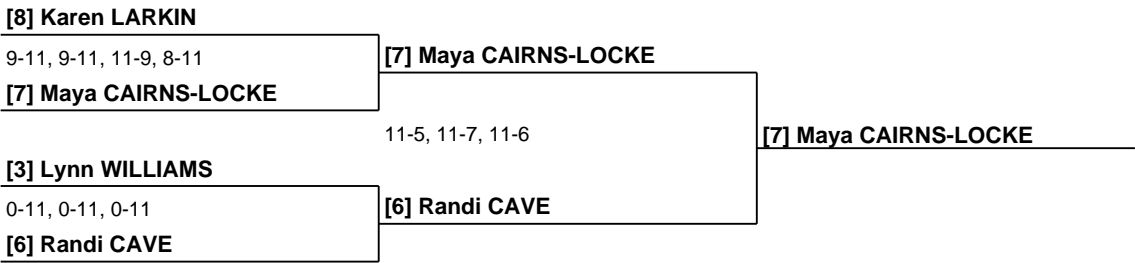 [8] Karen LARKIN
9-11, 9-11, 11-9, 8-11
[7] Maya CAIRNS-LOCKE
[7] Maya CAIRNS-LOCKE
11-5, 11-7, 11-6
[7] Maya CAIRNS-LOCKE
[3] Lynn WILLIAMS
0-11, 0-11, 0-11
[6] Randi CAVE
[6] Randi CAVE